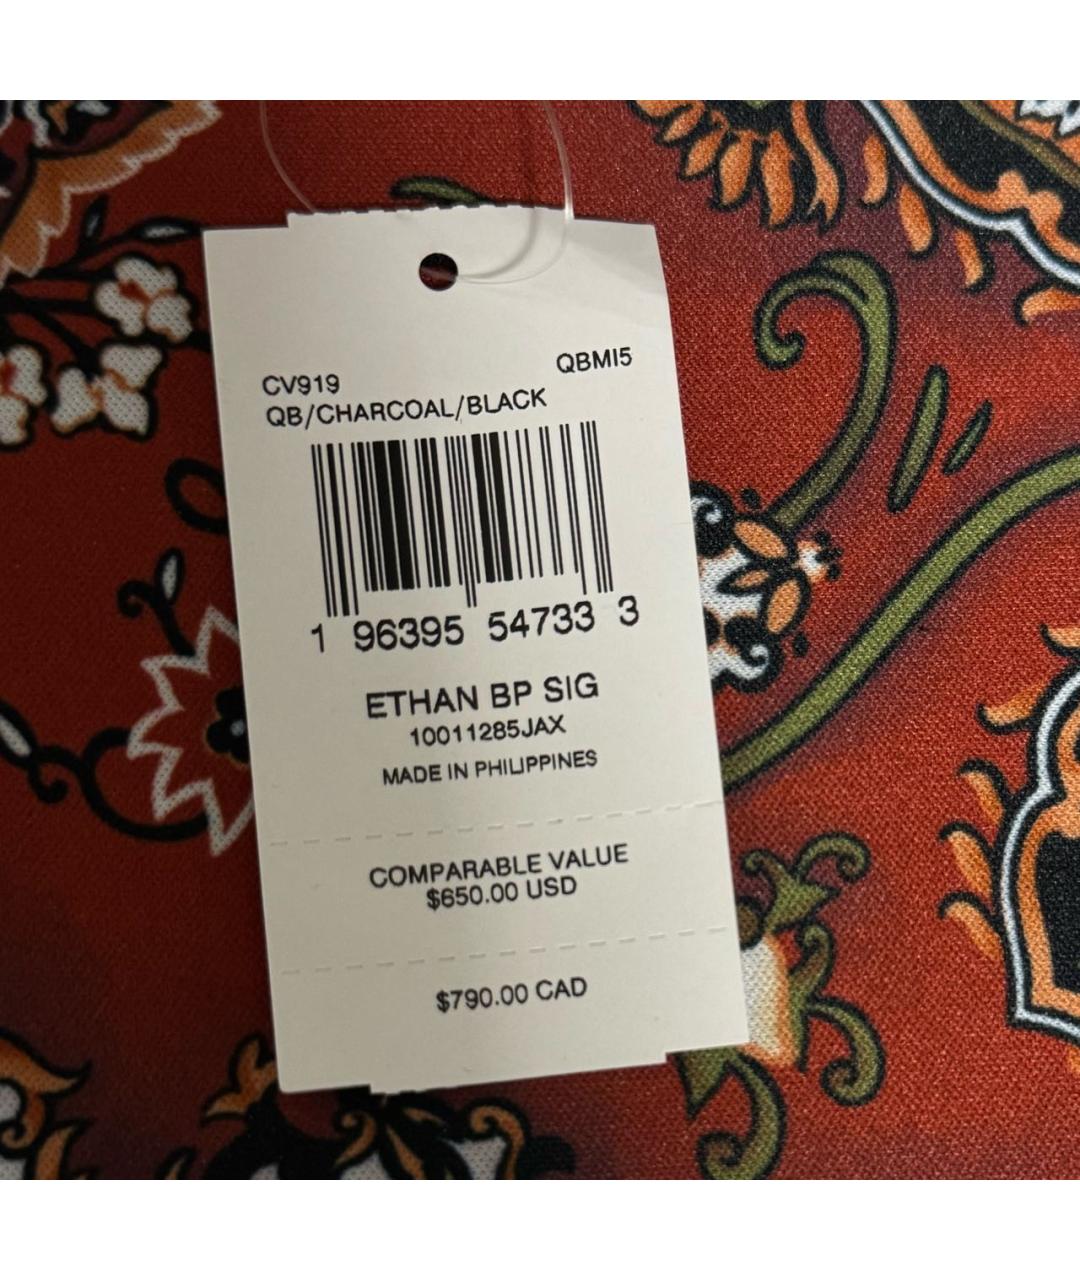 CV919 QBMI5
QB/CHARCOAL/BLACK
1 96395 54733 3
ETHAN BP SIG
10011285JAX
MADE IN PHILIPPINES
COMPARABLE VALUE
$650.00 USD
$790.00 CAD